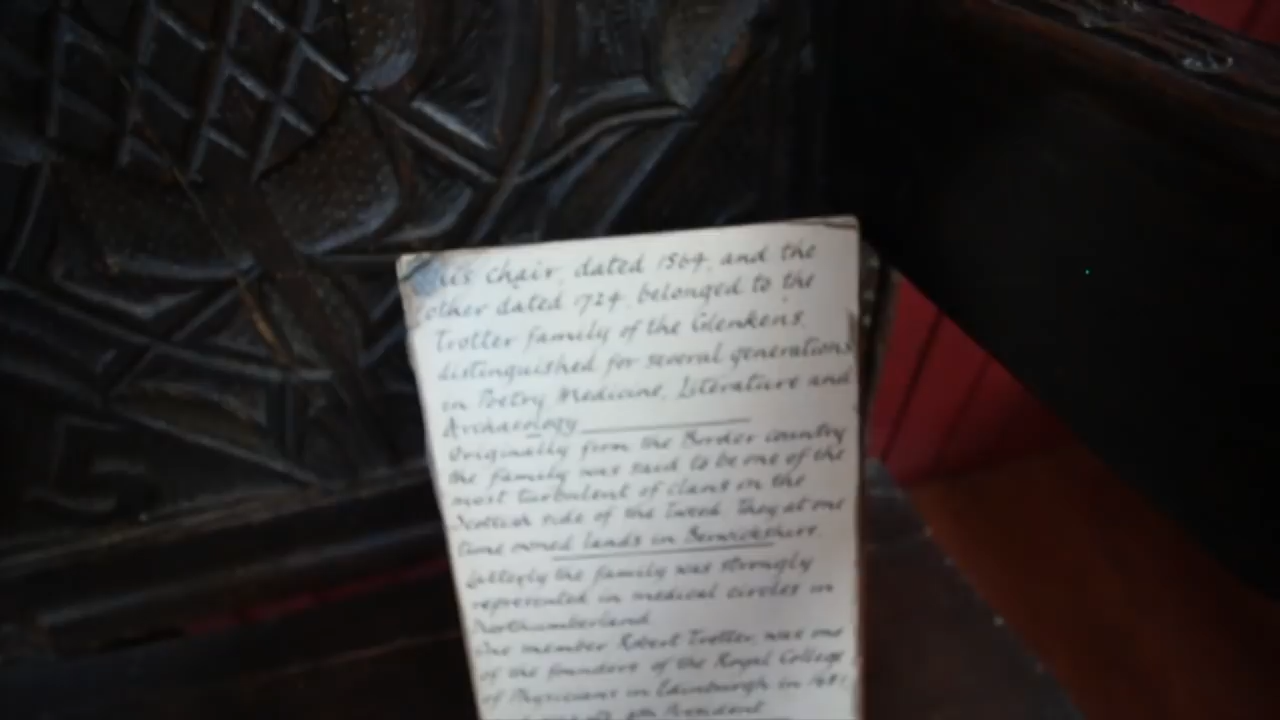 his chair, dated 1564, and the
other dated 1724, belonged to the
Trotter family of the Glenkens,
distinguished for several generations
in Poetry Medicine, Literature and
Archaeology
Originally from the Border country
the family was said to be one of the
most turbulent of clans on the
Scottish side of the Tweed. They at one
time owned lands in Berwickshire.
Latterly the family was strongly
represented in medical circles in
Northumberland
One member Robert Trotter was one
of the founders of the Royal College
of Physicians in Edinburgh in 1681
President